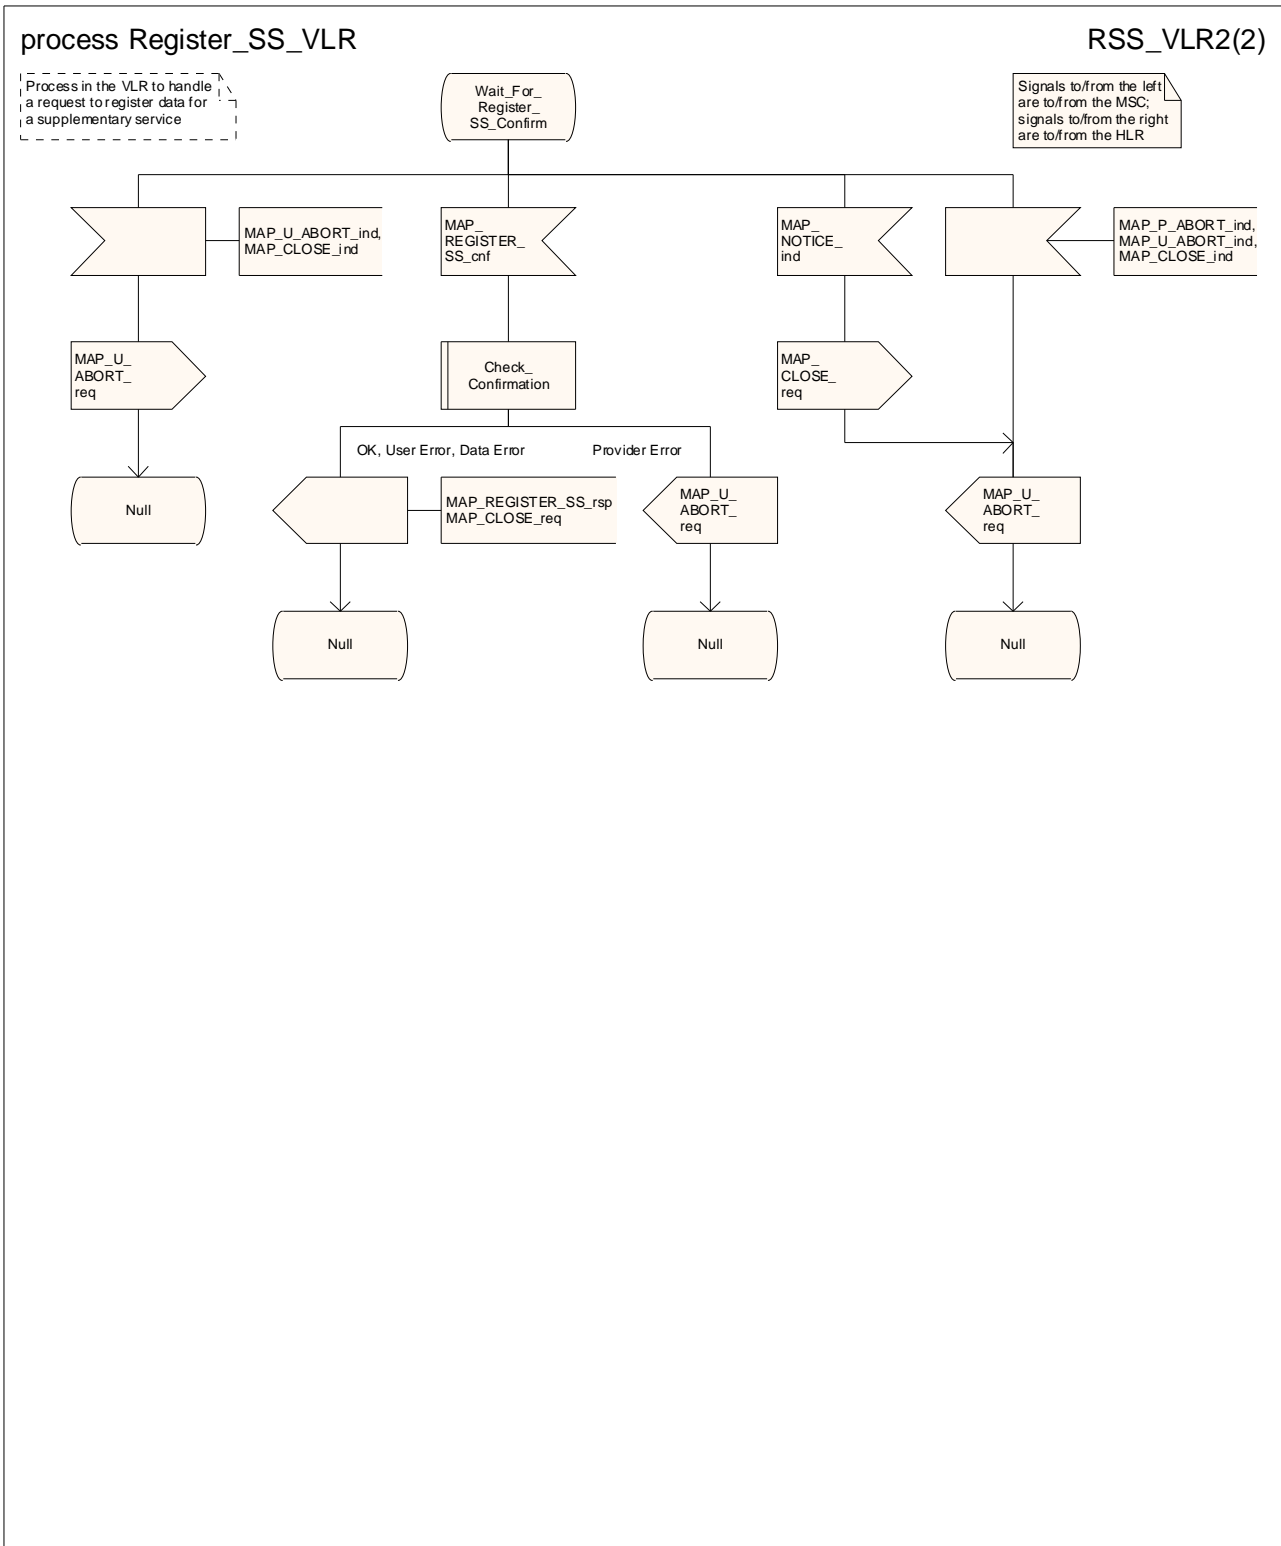 process Register_SS_VLR
RSS_VLR2(2)
Process in the VLR to handle
a request to register data for
a supplementary service
Wait_For_
Register_
SS_Confirm
Signals to/from the left
are to/from the MSC;
signals to/from the right
are to/from the HLR
MAP_U_ABORT_ind,
MAP_CLOSE_ind
MAP_
REGISTER_
SS_cnf
MAP_
NOTICE_
ind
MAP_P_ABORT_ind,
MAP_U_ABORT_ind,
MAP_CLOSE_ind
MAP_U_
ABORT_
req
Check_
Confirmation
MAP_
CLOSE_
req
OK, User Error, Data Error
Provider Error
Null
MAP_REGISTER_SS_rsp
MAP_CLOSE_req
MAP_U_
ABORT_
req
MAP_U_
ABORT_
req
Null
Null
Null